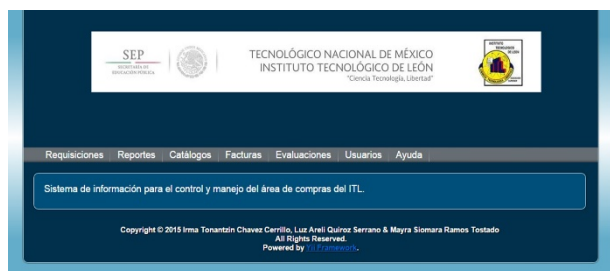 SEP
SECRETARÍA DE
EDUCACIÓN PÚBLICA
TECNOLÓGICO NACIONAL DE MÉXICO
INSTITUTO TECNOLÓGICO DE LEÓN
"Ciencia Tecnología, Libertad"
Requisiciones Reportes Catálogos Facturas Evaluaciones Usuarios Ayuda
Sistema de información para el control y manejo del área de compras del ITL.
Copyright © 2015 Irma Tonantzin Chavez Cerrillo, Luz Areli Quiroz Serrano & Mayra Siomara Ramos Tostado
All Rights Reserved.
Powered by Yii Framework.